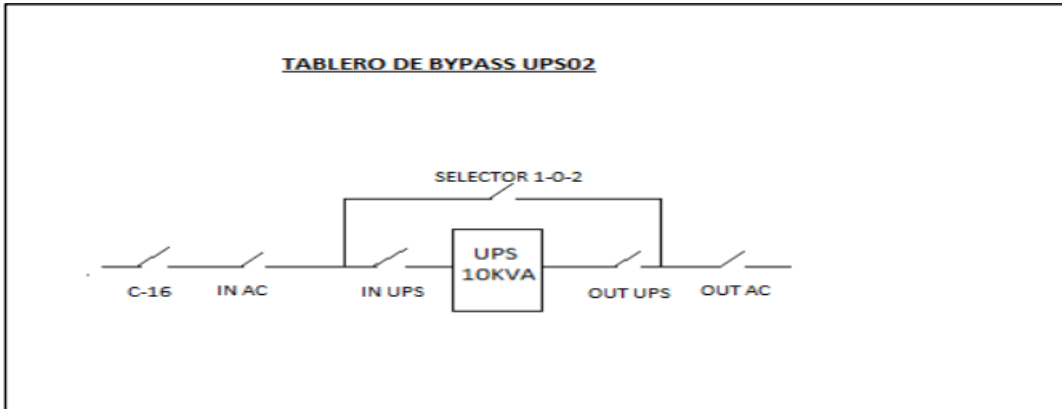 TABLERO DE BYPASS UPS02
SELECTOR 1-0-2
UPS
10KVA
C-16
IN AC
IN UPS
OUT UPS
OUT AC